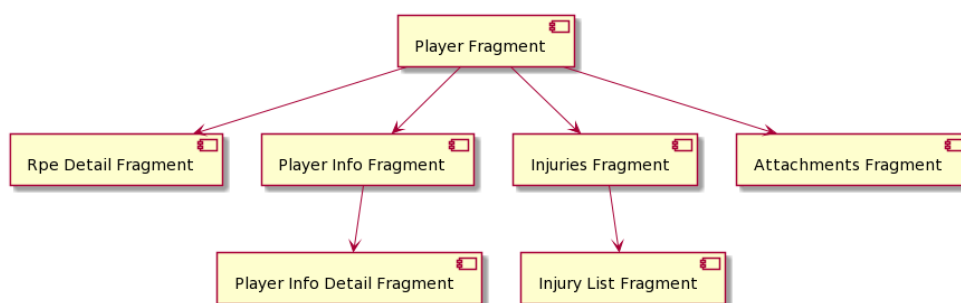 Player Fragment
Rpe Detail Fragment
Player Info Fragment
Injuries Fragment
Attachments Fragment
Player Info Detail Fragment
Injury List Fragment